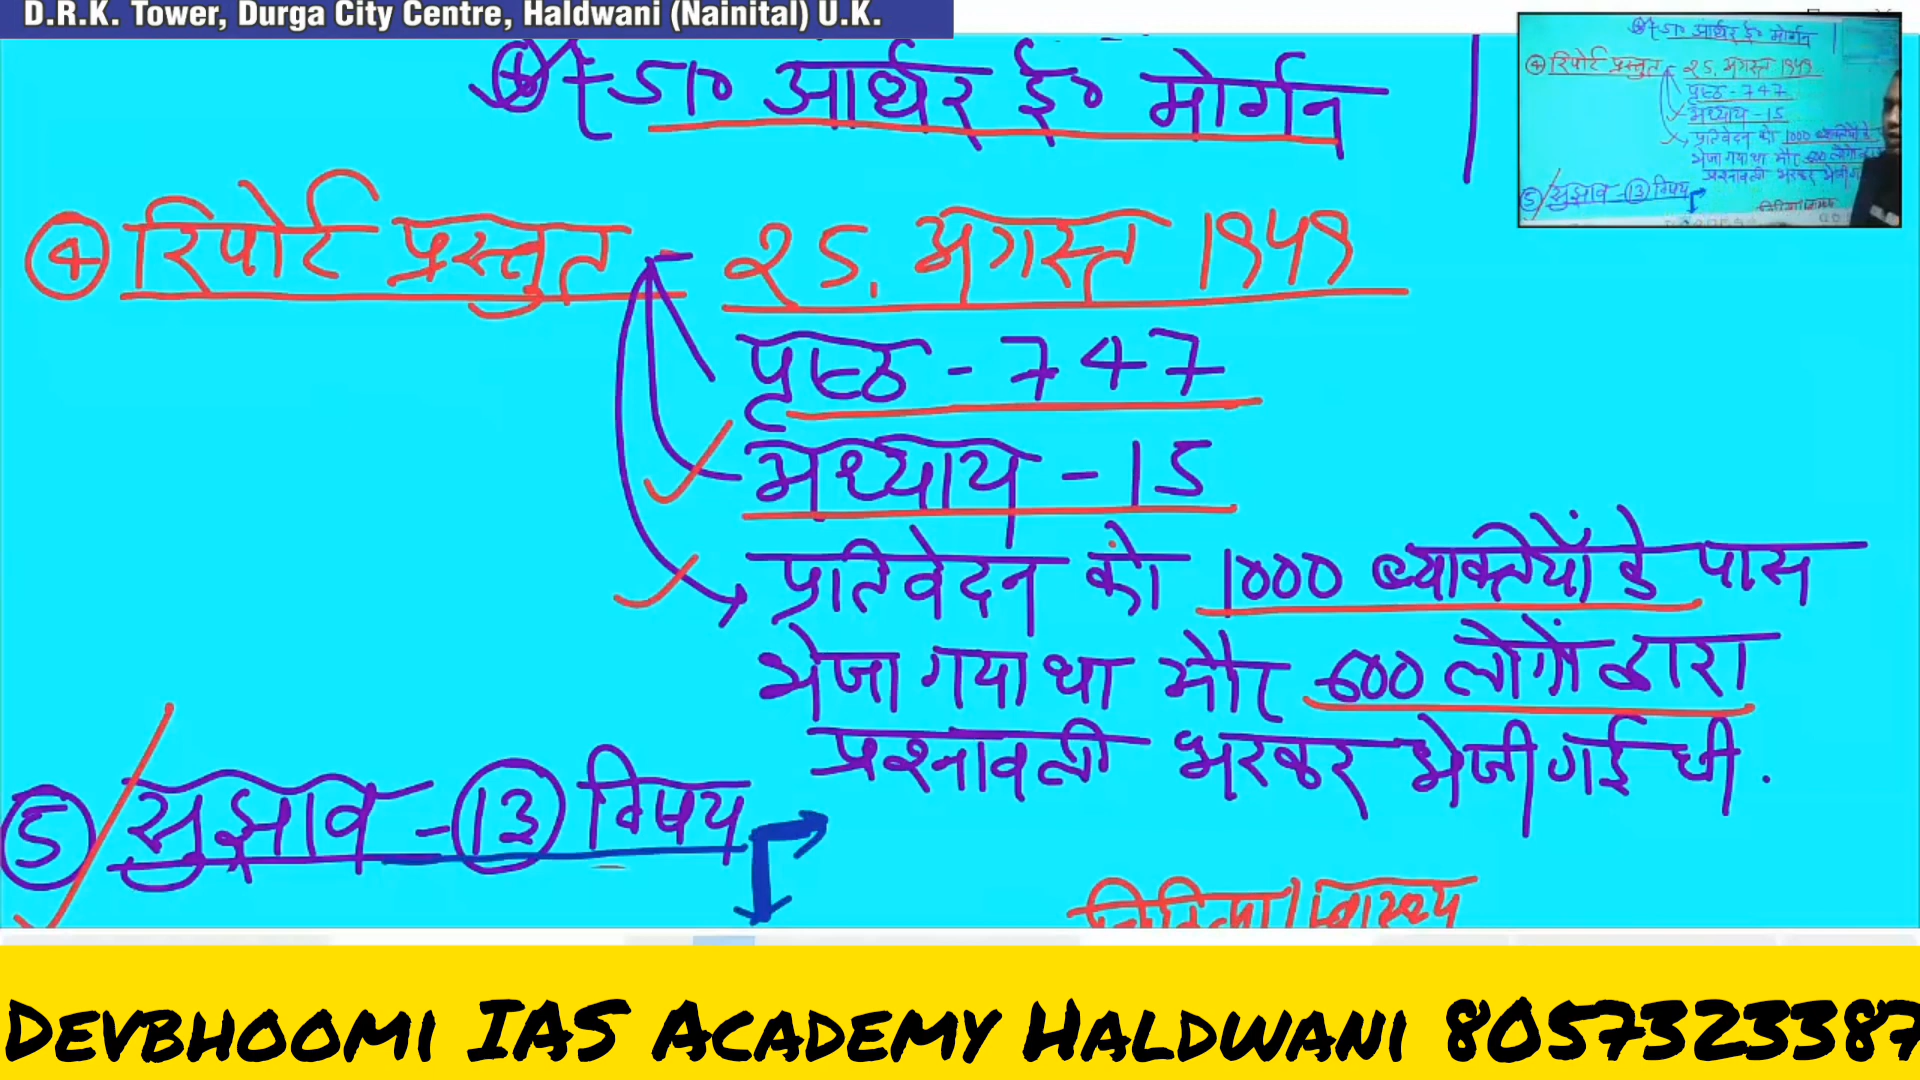 D.R.K. Tower, Durga City Centre, Haldwani (Nainital) U.K.
डा० आर्थर ई० मोर्गन
④ रिपोर्ट प्रस्तुत - 25. अगस्त 1949
पृष्ठ - 747
अध्याय - 15
प्रतिवेदन को 1000 व्यक्तियों के पास
भेजा गया था और 600 लोगों द्वारा
प्रश्नावली भरकर भेजी गई थी.
⑤ सुझाव - ⑬ विषय
DEVBHOOMI IAS ACADEMY HALDWANI 8057323387